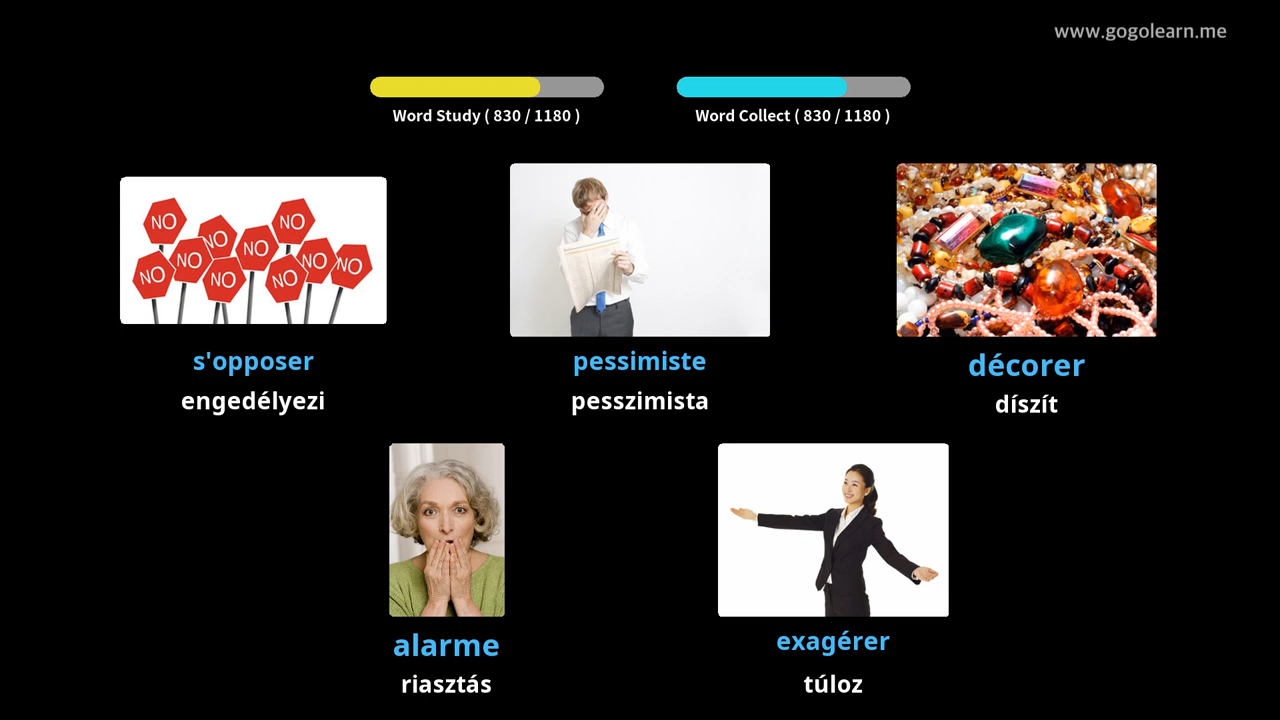 www.gogolearn.me
Word Study ( 830 / 1180 )
Word Collect ( 830 / 1180 )
NO
NO
NO
NO
NO
NO
NO
NO
NO
s'opposer
engedélyezi
pessimiste
pesszimista
décorer
díszít
alarme
riasztás
exagérer
túloz